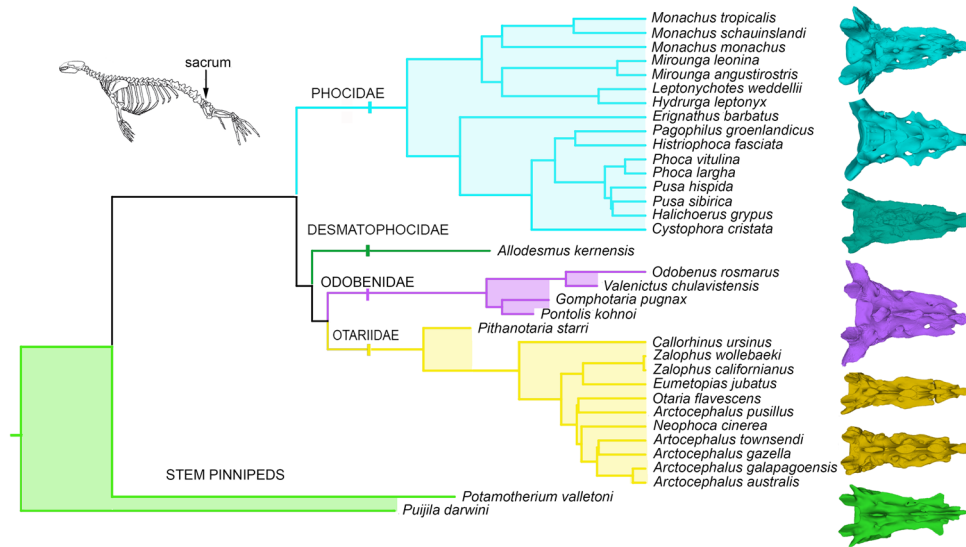 sacrum
PHOCIDAE
Monachus tropicalis
Monachus schauinslandi
Monachus monachus
Mirounga leonina
Mirounga angustirostris
Leptonychotes weddellii
Hydrurga leptonyx
Erignathus barbatus
Pagophilus groenlandicus
Histriophoca fasciata
Phoca vitulina
Phoca largha
Pusa hispida
Pusa sibirica
Halichoerus grypus
Cystophora cristata
DESMATOPHOCIDAE
Allodesmus kernensis
ODOBENIDAE
Odobenus rosmarus
Valenictus chulavistensis
Gomphotaria pugnax
Pontolis kohnoi
OTARIIDAE
Pithanotaria starri
Callorhinus ursinus
Zalophus wollebaeki
Zalophus californianus
Eumetopias jubatus
Otaria flavescens
Arctocephalus pusillus
Neophoca cinerea
Artocephalus townsendi
Arctocephalus gazella
Arctocephalus galapagoensis
Arctocephalus australis
STEM PINNIPEDS
Potamotherium valletoni
Puijila darwini